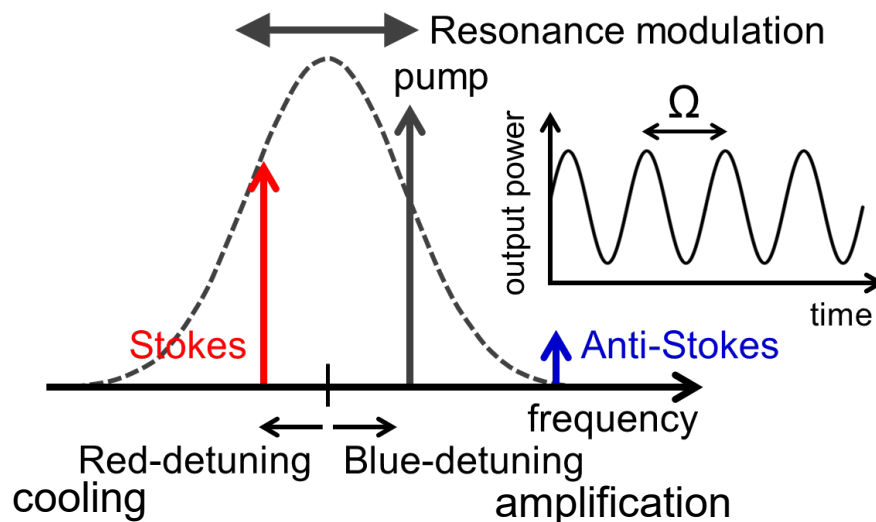 Resonance modulation
pump
Ω
output power
time
Stokes
Anti-Stokes
frequency
Red-detuning
Blue-detuning
cooling
amplification